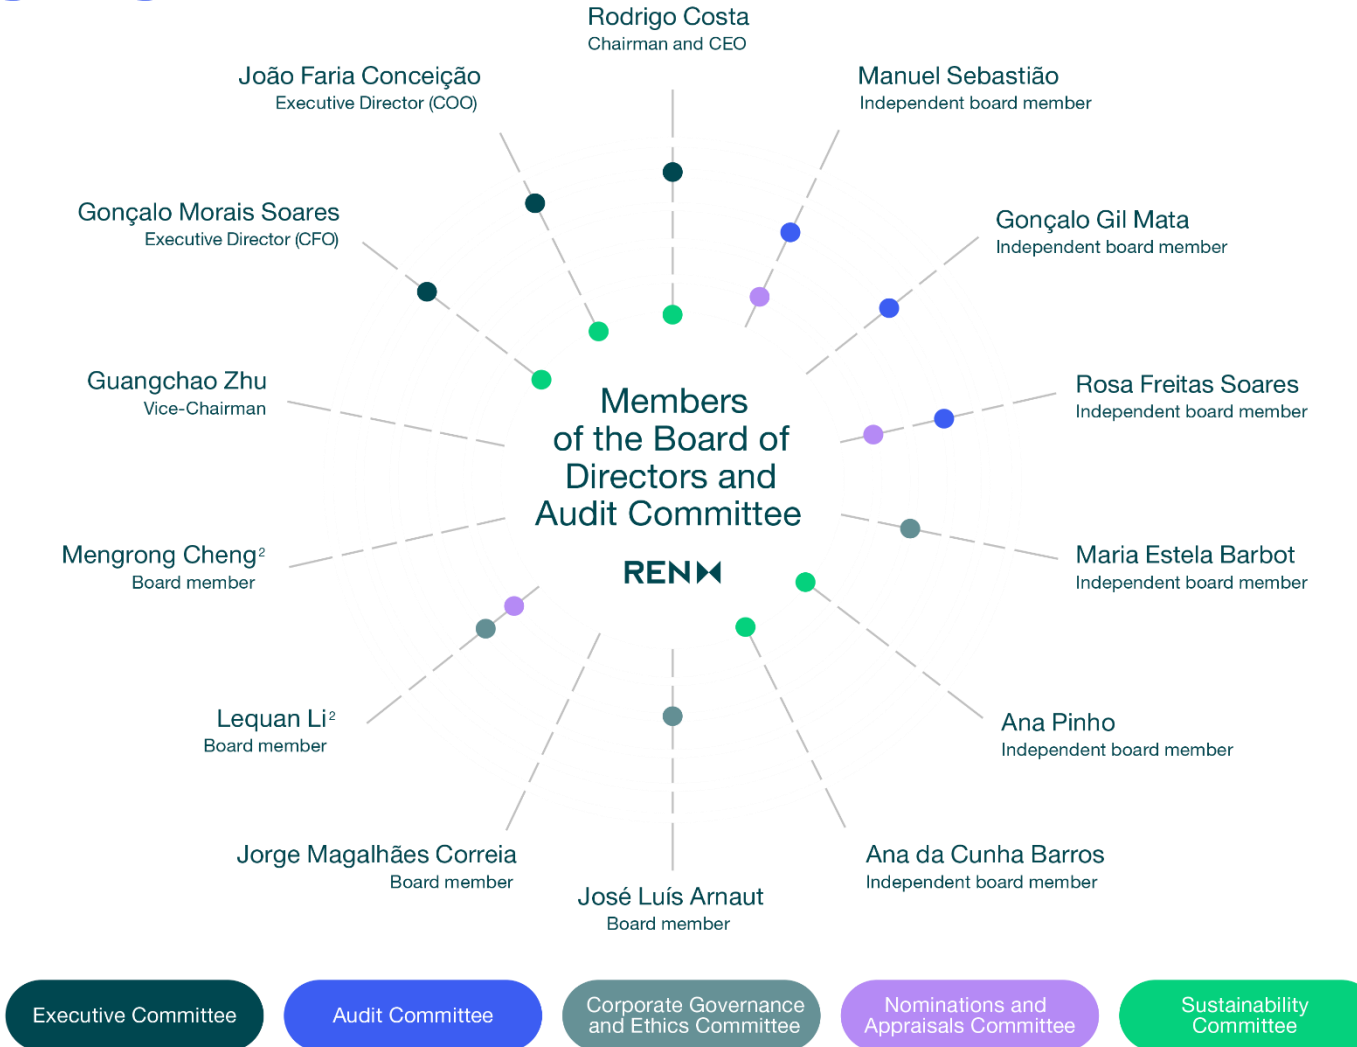 Rodrigo Costa
Chairman and CEO
João Faria Conceição
Executive Director (COO)
Manuel Sebastião
Independent board member
Gonçalo Morais Soares
Executive Director (CFO)
Gonçalo Gil Mata
Independent board member
Guangchao Zhu
Vice-Chairman
Rosa Freitas Soares
Independent board member
Members
of the Board of
Directors and
Audit Committee
REN
Mengrong Cheng²
Board member
Maria Estela Barbot
Independent board member
Lequan Li²
Board member
Ana Pinho
Independent board member
Jorge Magalhães Correia
Board member
José Luís Arnaut
Board member
Ana da Cunha Barros
Independent board member
Executive Committee
Audit Committee
Corporate Governance
and Ethics Committee
Nominations and
Appraisals Committee
Sustainability
Committee